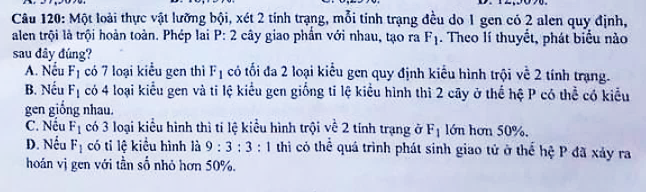 Câu 120: Một loài thực vật lưỡng bội, xét 2 tính trạng, mỗi tính trạng đều do 1 gen có 2 alen quy định,
alen trội là trội hoàn toàn. Phép lai P: 2 cây giao phấn với nhau, tạo ra F₁. Theo lí thuyết, phát biểu nào
sau đây đúng?
A. Nếu F₁ có 7 loại kiểu gen thì F₁ có tối đa 2 loại kiểu gen quy định kiểu hình trội về 2 tính trạng.
B. Nếu F₁ có 4 loại kiểu gen và tỉ lệ kiểu gen giống tỉ lệ kiểu hình thì 2 cây ở thế hệ P có thể có kiểu
gen giống nhau.
C. Nếu F₁ có 3 loại kiểu hình thì tỉ lệ kiểu hình trội về 2 tính trạng ở F₁ lớn hơn 50%.
D. Nếu F₁ có tỉ lệ kiểu hình là 9 : 3 : 3 : 1 thì có thể quá trình phát sinh giao tử ở thế hệ P đã xảy ra
hoán vị gen với tần số nhỏ hơn 50%.